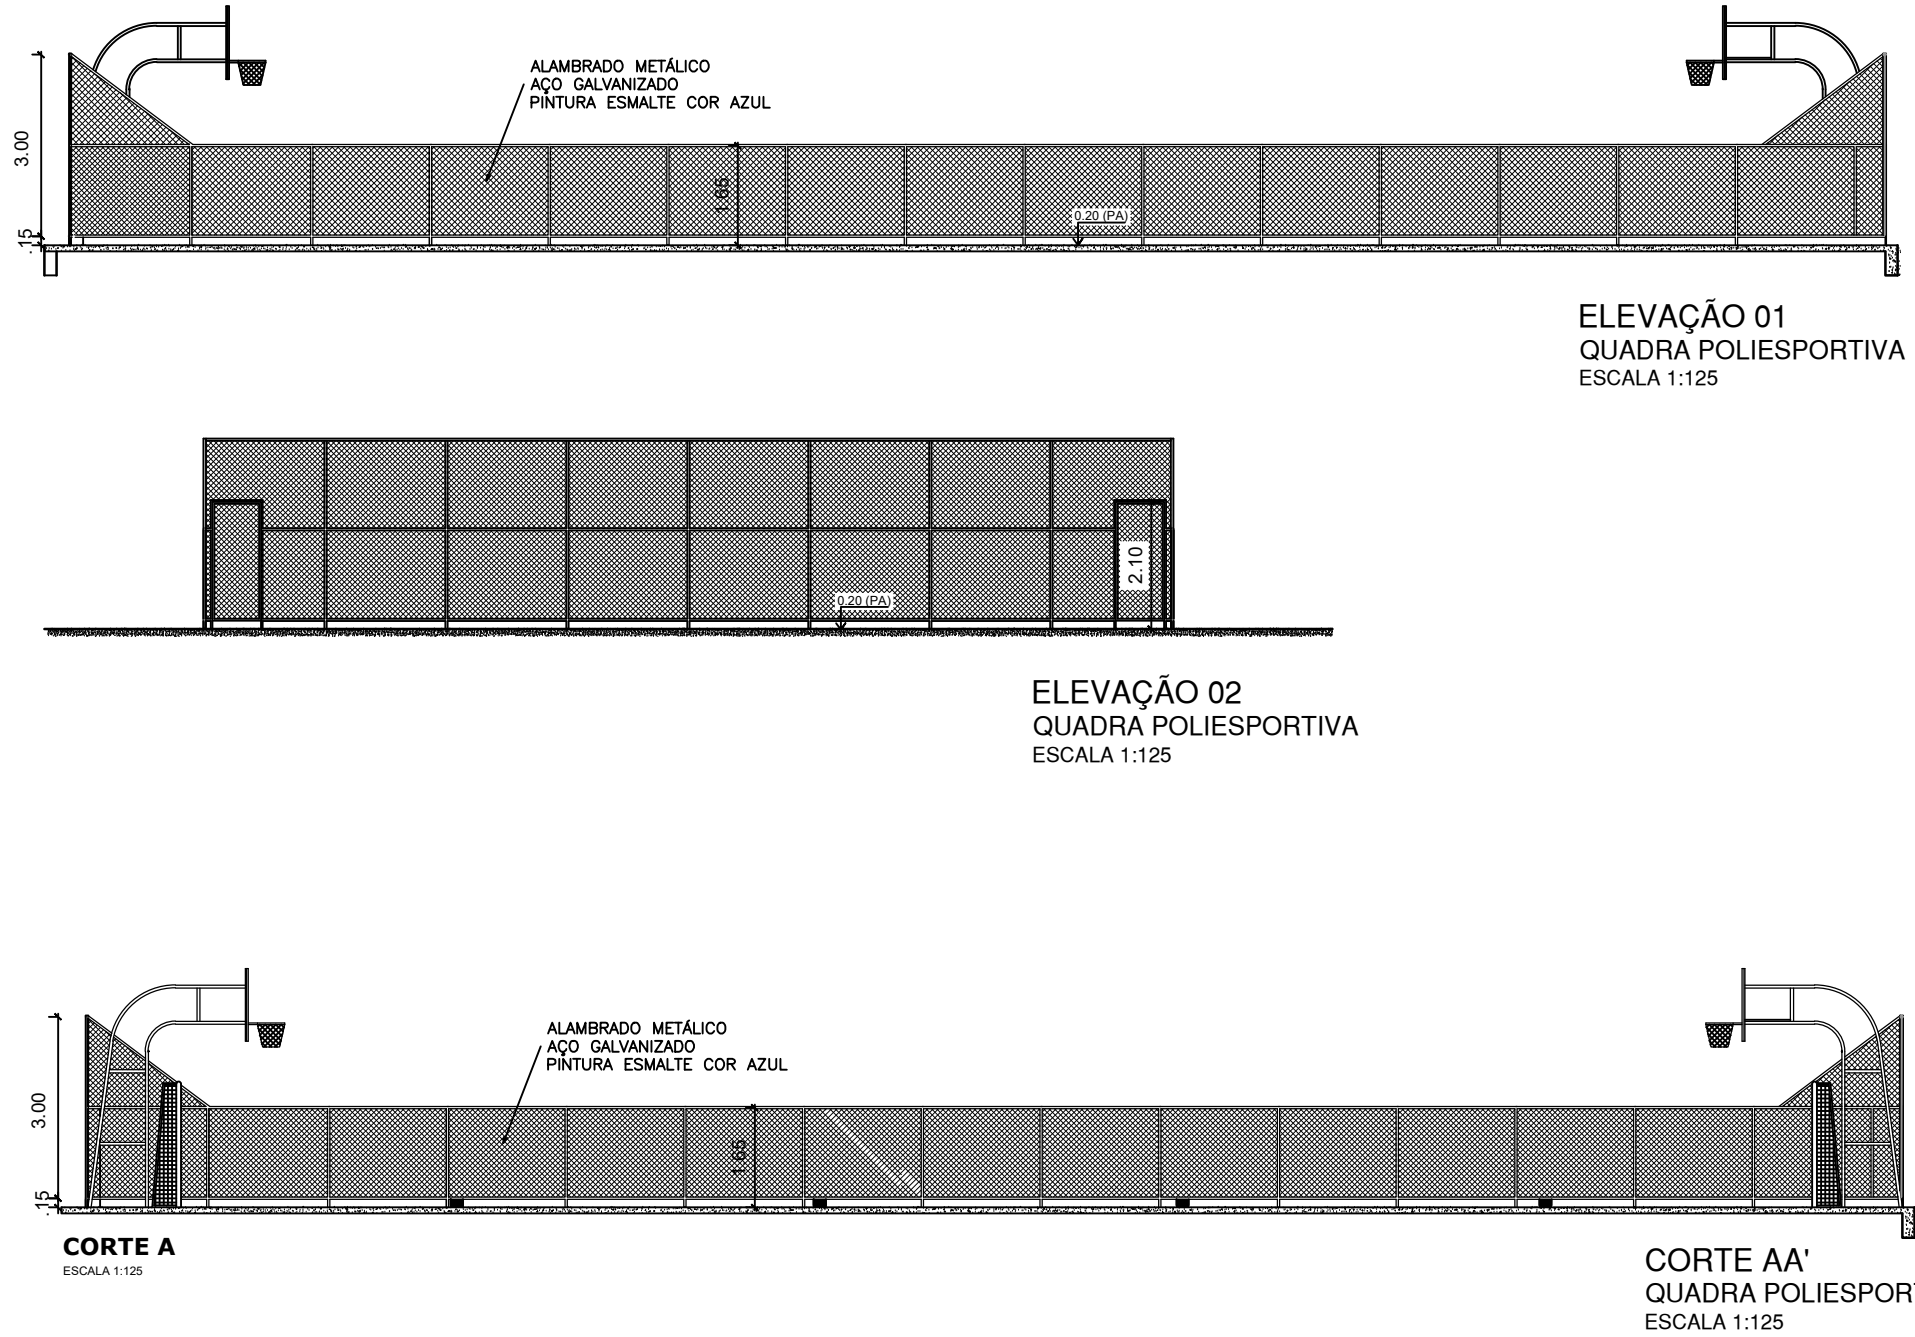 ALAMBRADO METÁLICO
AÇO GALVANIZADO
PINTURA ESMALTE COR AZUL
3.00
1.65
0.20 (PA)
.15
ELEVAÇÃO 01
QUADRA POLIESPORTIVA
ESCALA 1:125
2.10
0.20 (PA)
ELEVAÇÃO 02
QUADRA POLIESPORTIVA
ESCALA 1:125
ALAMBRADO METÁLICO
AÇO GALVANIZADO
PINTURA ESMALTE COR AZUL
3.00
1.65
.15
CORTE A
ESCALA 1:125
CORTE AA'
QUADRA POLIESPOR
ESCALA 1:125